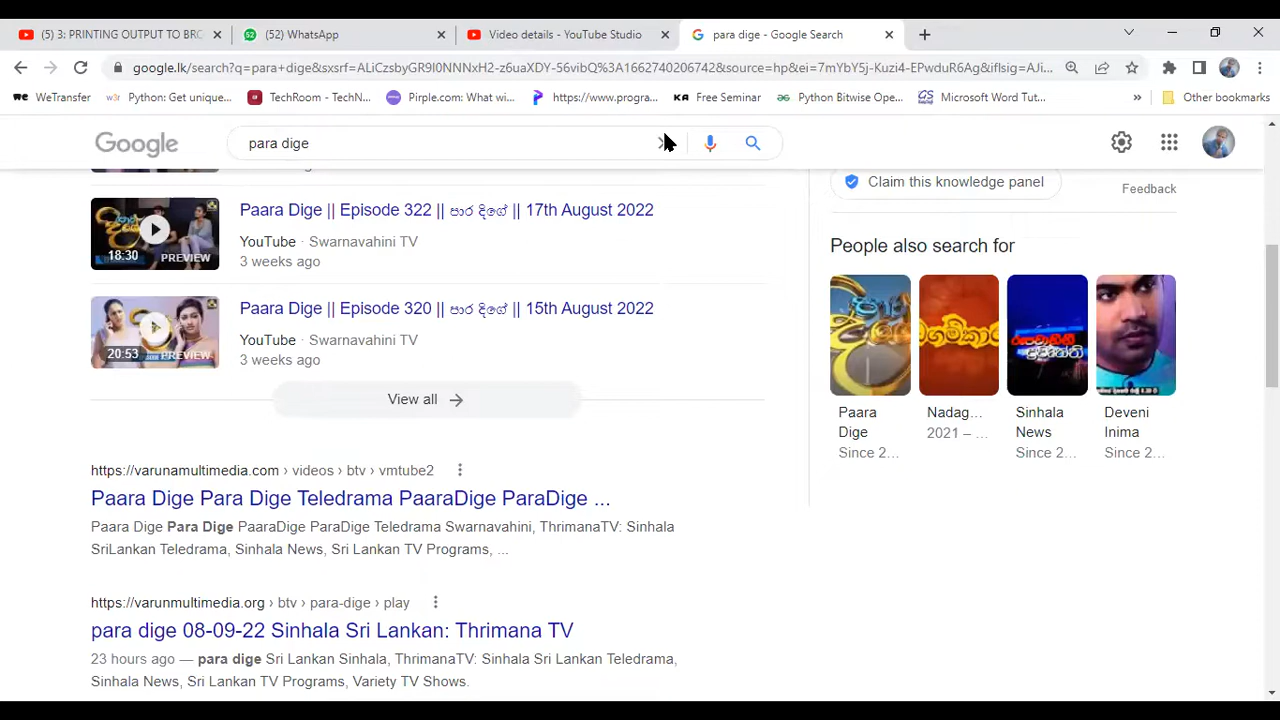 (5) 3: PRINTING OUTPUT TO BRO
(52) WhatsApp
Video details - YouTube Studio
para dige - Google Search
google.lk/search?q=para+dige&sxsrf=ALiCzsbyGR9I0NNNxH2-z6uaXDY-56vibQ%3A1662740206742&source=hp&ei=7mYbY5j-Kuzi4-EPwduR6Ag&iflsig=AJi...
WeTransfer
Python: Get unique...
TechRoom - TechN...
Pirple.com: What wi...
https://www.progra...
KA Free Seminar
Python Bitwise Ope...
Microsoft Word Tut...
Other bookmarks
Google
para dige
Claim this knowledge panel
Feedback
Paara Dige || Episode 322 || පාර දිගේ || 17th August 2022
YouTube · Swarnavahini TV
3 weeks ago
18:30
PREVIEW
Paara Dige || Episode 320 || පාර දිගේ || 15th August 2022
YouTube · Swarnavahini TV
3 weeks ago
20:53
PREVIEW
View all
https://varunamultimedia.com › videos › btv › vmtube2
Paara Dige Para Dige Teledrama PaaraDige ParaDige ...
Paara Dige Para Dige PaaraDige ParaDige Teledrama Swarnavahini, ThrimanaTV: Sinhala
SriLankan Teledrama, Sinhala News, Sri Lankan TV Programs, ...
https://varunmultimedia.org › btv › para-dige › play
para dige 08-09-22 Sinhala Sri Lankan: Thrimana TV
23 hours ago — para dige Sri Lankan Sinhala, ThrimanaTV: Sinhala Sri Lankan Teledrama,
Sinhala News, Sri Lankan TV Programs, Variety TV Shows.
People also search for
Paara
Dige
Since 2...
Nadag...
2021 – ...
Sinhala
News
Since 2...
Deveni
Inima
Since 2...